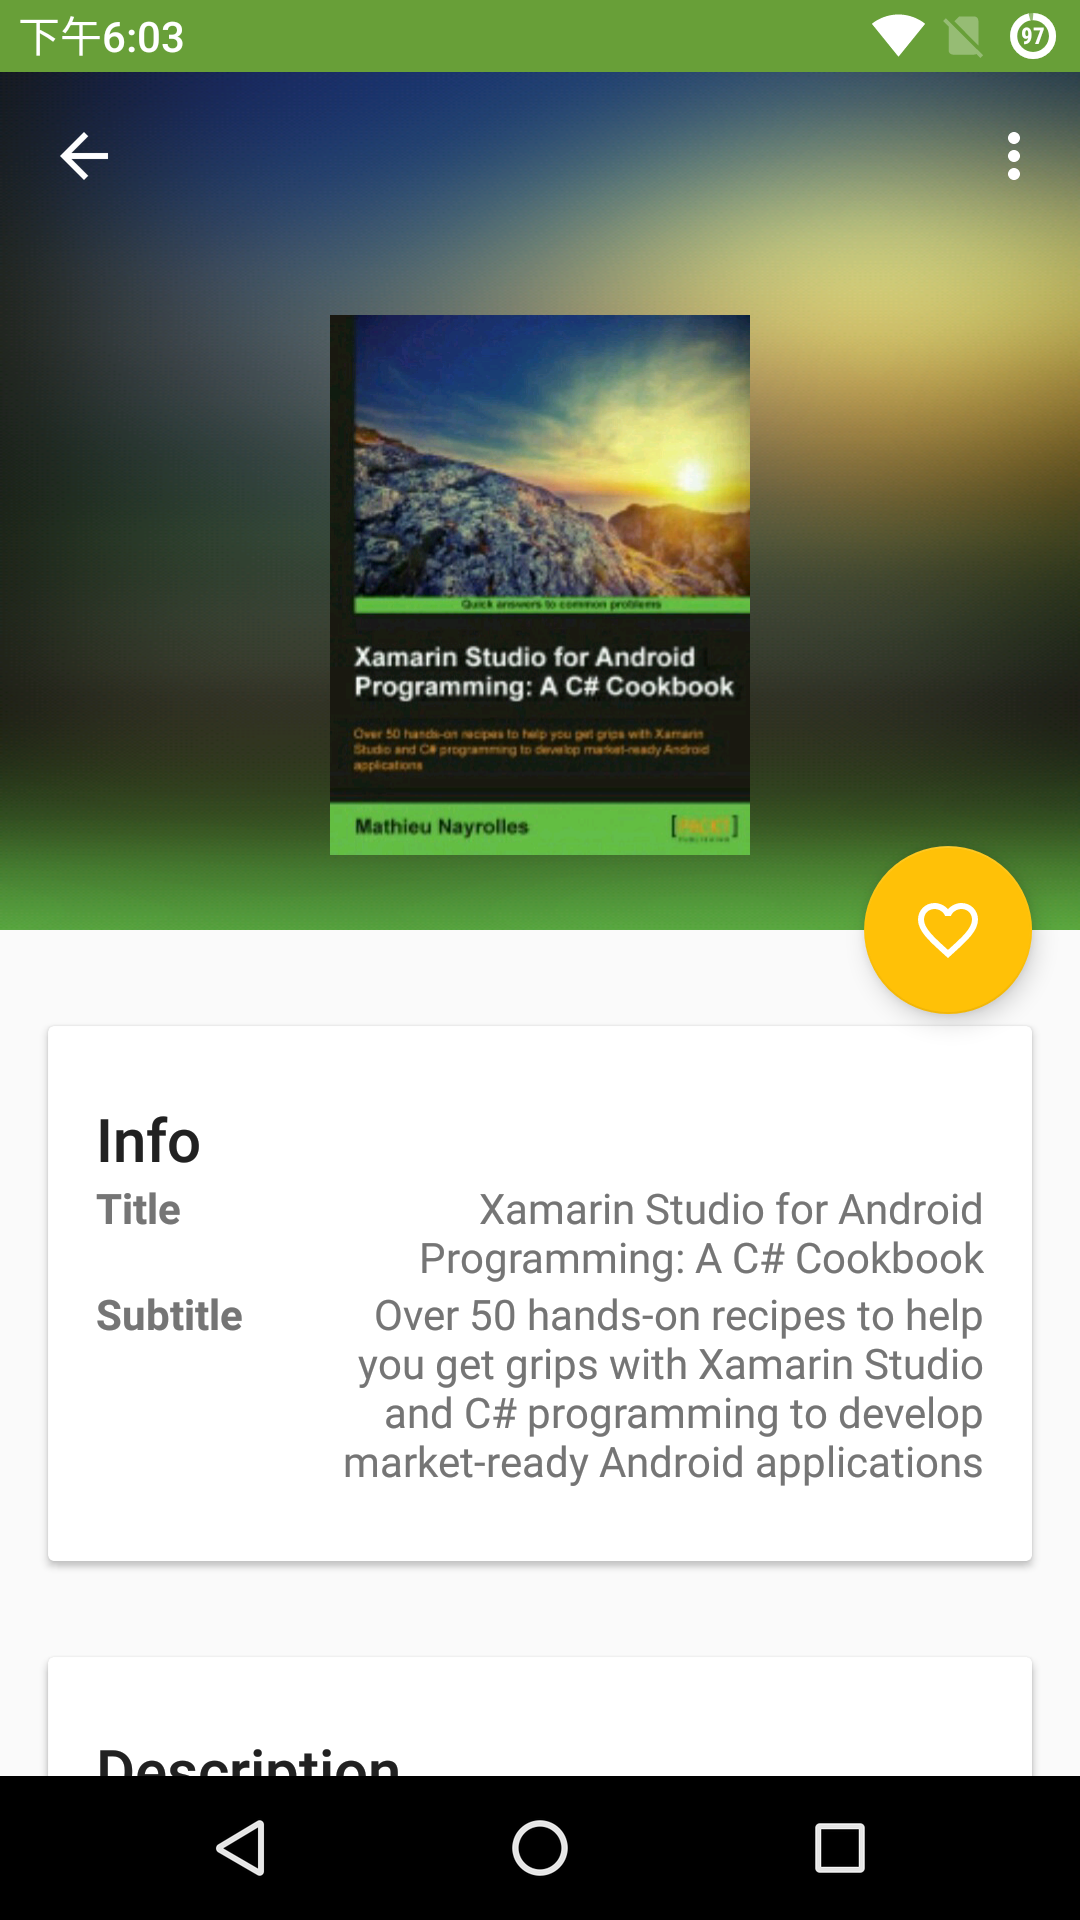 下午6:03
97
Quick answers to common problems
Xamarin Studio for Android
Programming: A C# Cookbook
Over 50 hands-on recipes to help you get grips with Xamarin
Studio and C# programming to develop market-ready Android
applications
Mathieu Nayrolles
[PACKT]
PUBLISHING
Info
Title
Xamarin Studio for Android
Programming: A C# Cookbook
Subtitle
Over 50 hands-on recipes to help
you get grips with Xamarin Studio
and C# programming to develop
market-ready Android applications
Description